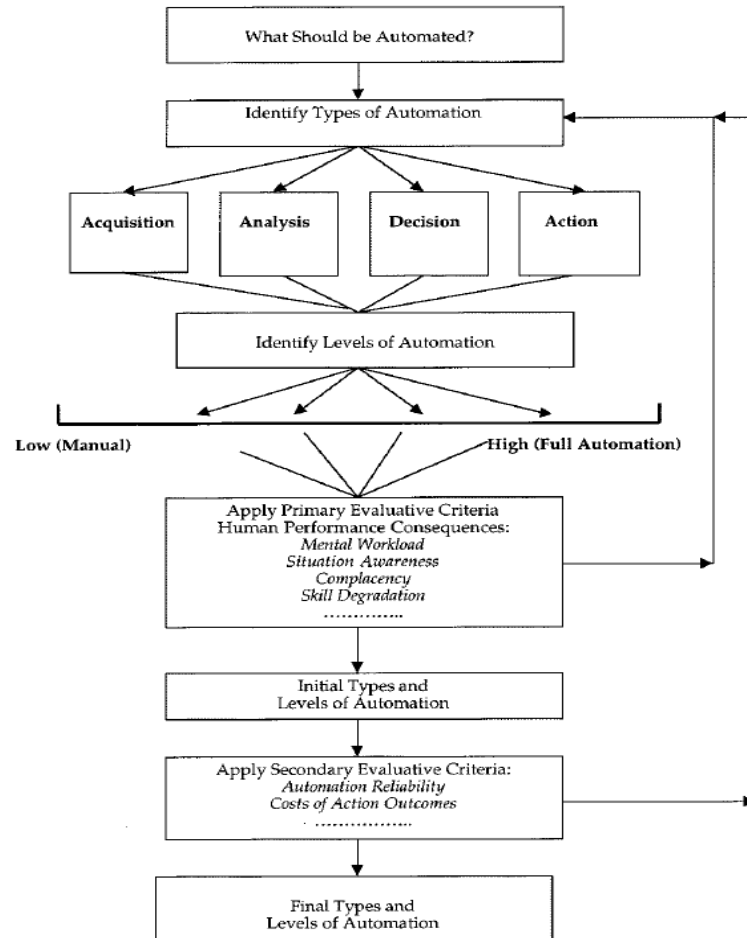 What Should be Automated?
Identify Types of Automation
Acquisition
Analysis
Decision
Action
Identify Levels of Automation
Low (Manual)
High (Full Automation)
Apply Primary Evaluative Criteria
Human Performance Consequences:
Mental Workload
Situation Awareness
Complacency
Skill Degradation
.............
Initial Types and
Levels of Automation
Apply Secondary Evaluative Criteria:
Automation Reliability
Costs of Action Outcomes
.................
Final Types and
Levels of Automation